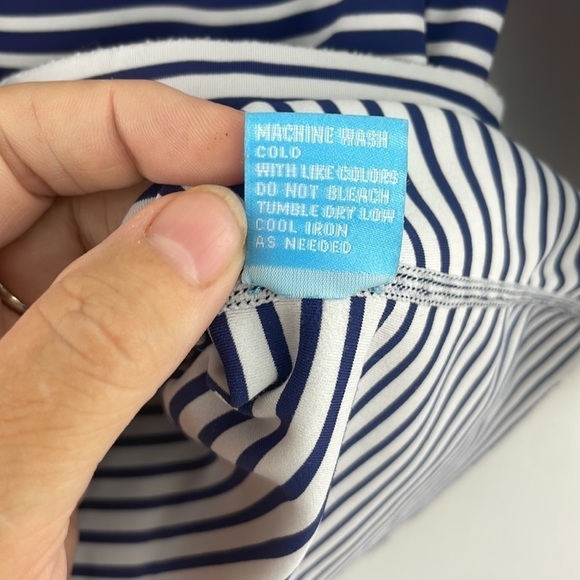 MACHINE WASH
COLD
WITH LIKE COLORS
DO NOT BLEACH
TUMBLE DRY LOW
COOL IRON
AS NEEDED